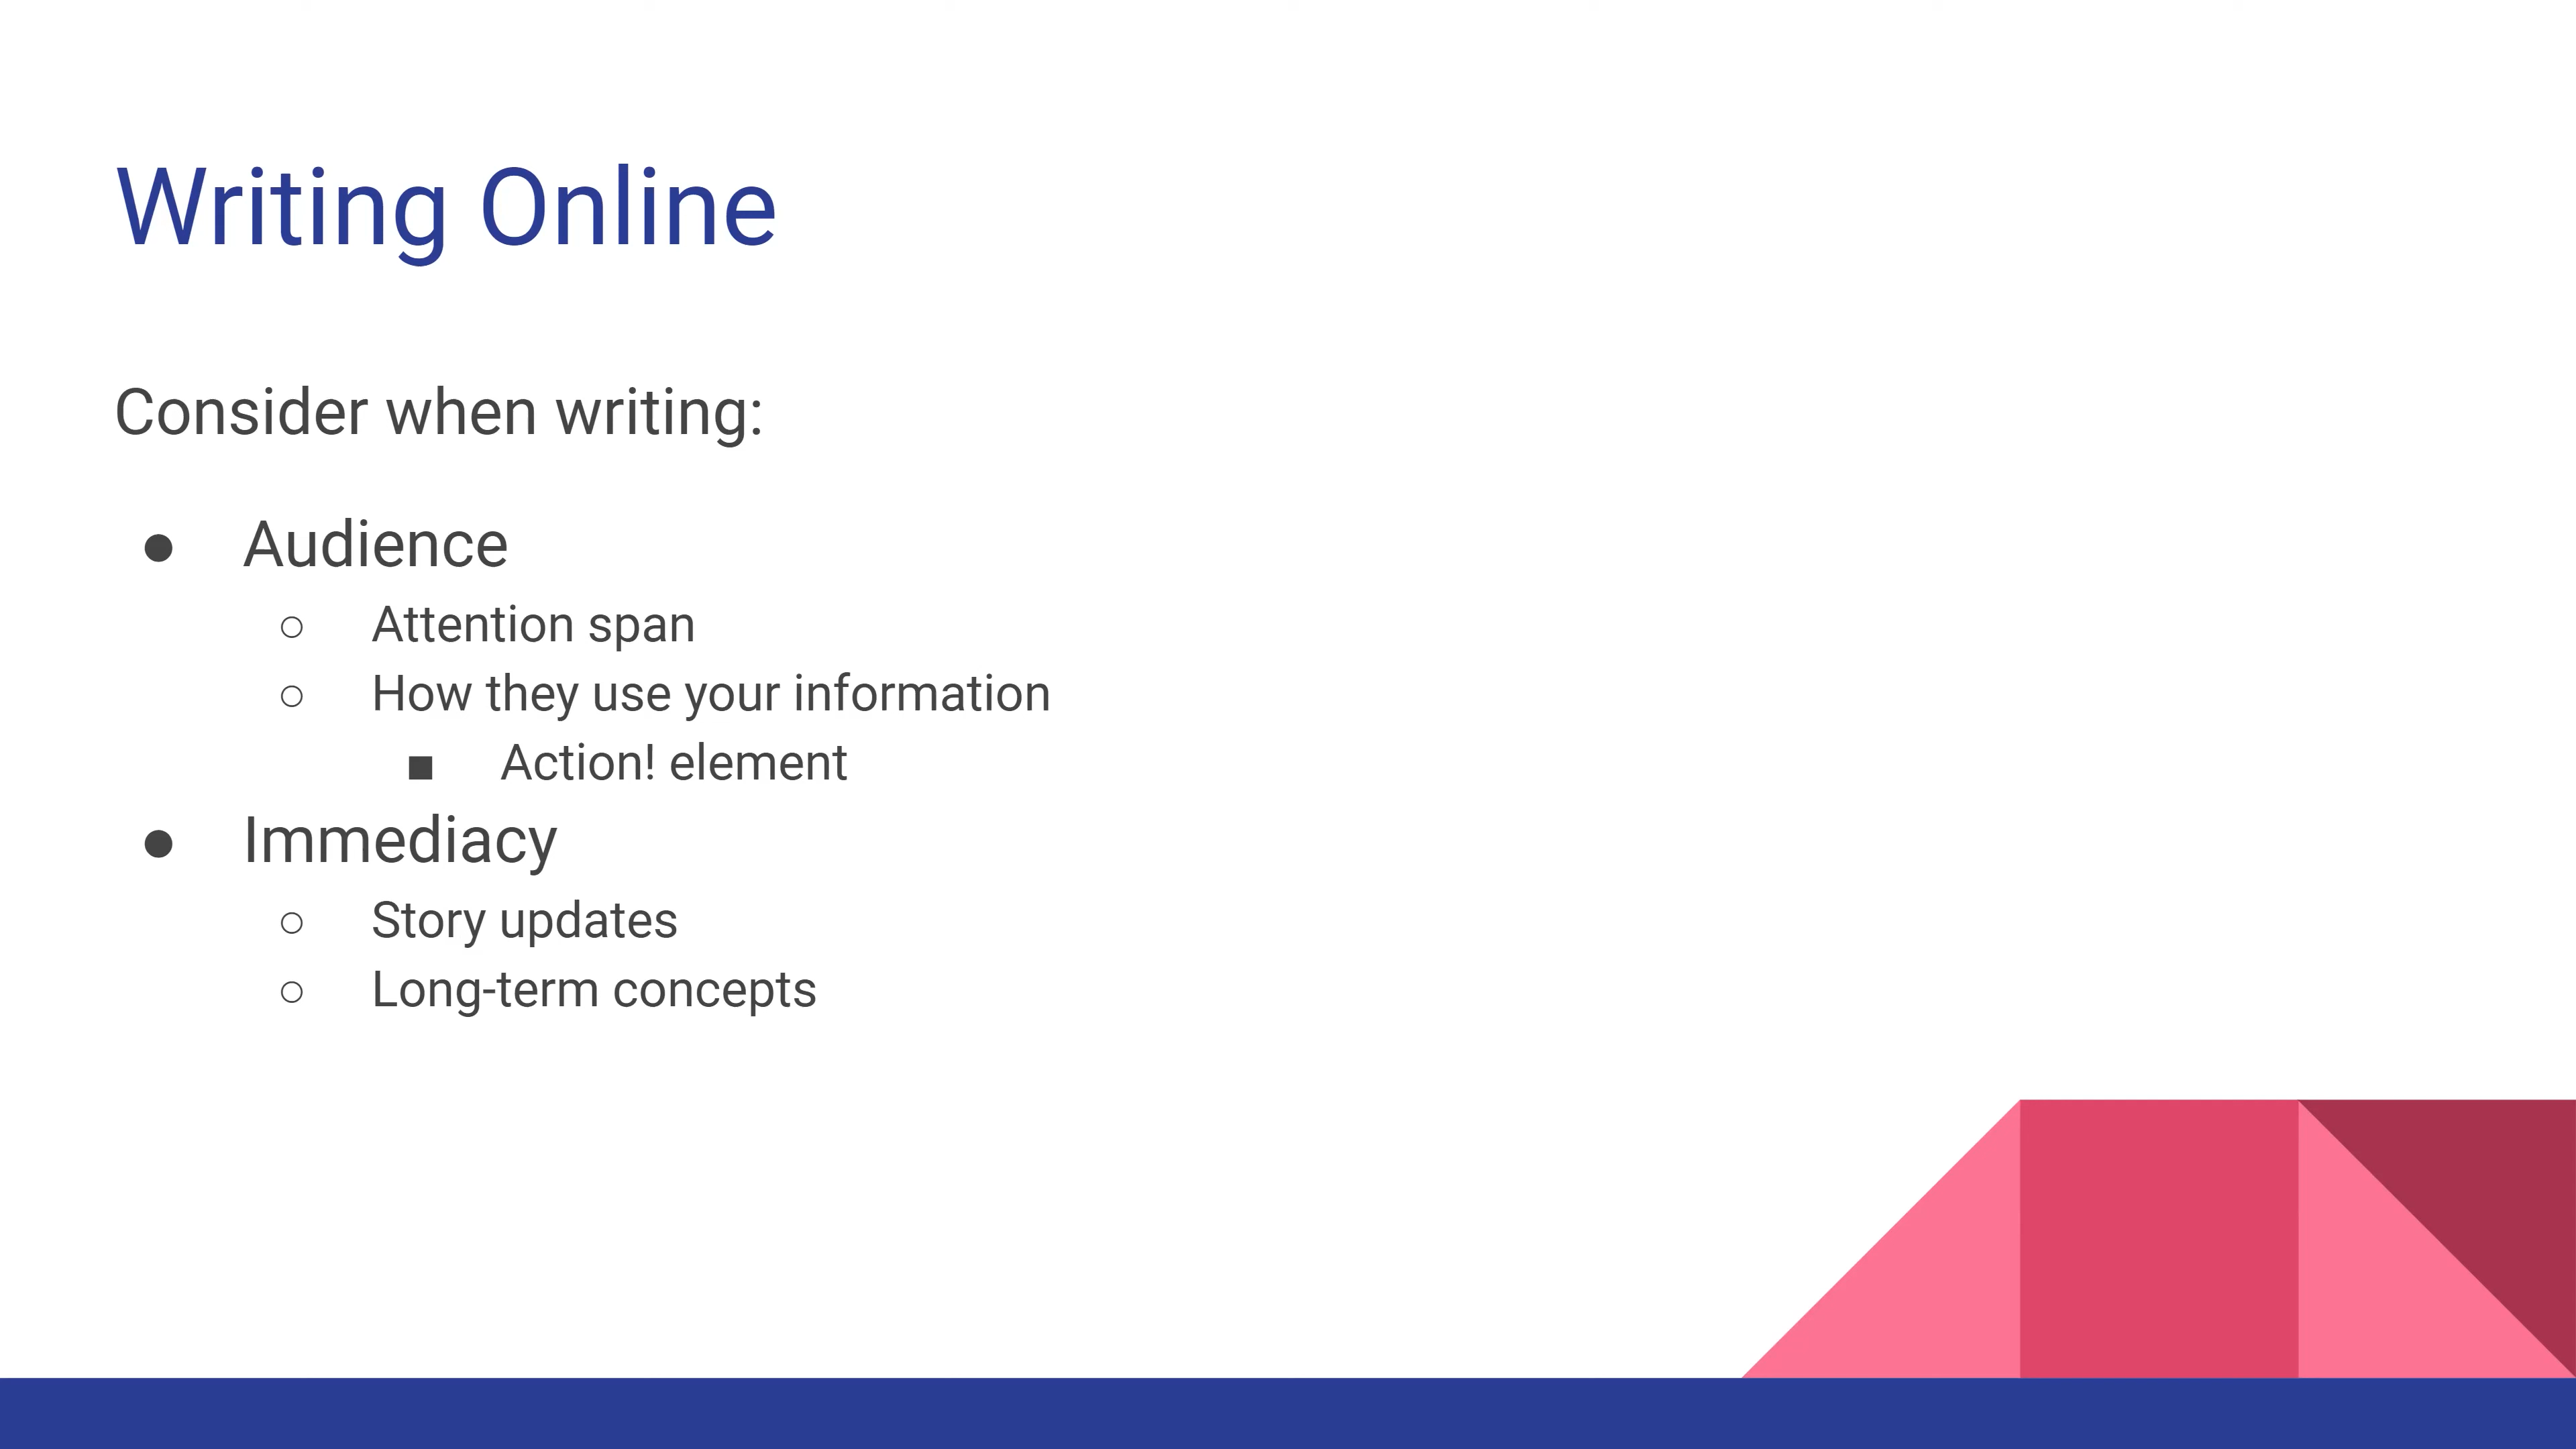 Writing Online
Consider when writing:
● Audience
○ Attention span
○ How they use your information
■ Action! element
● Immediacy
○ Story updates
○ Long-term concepts